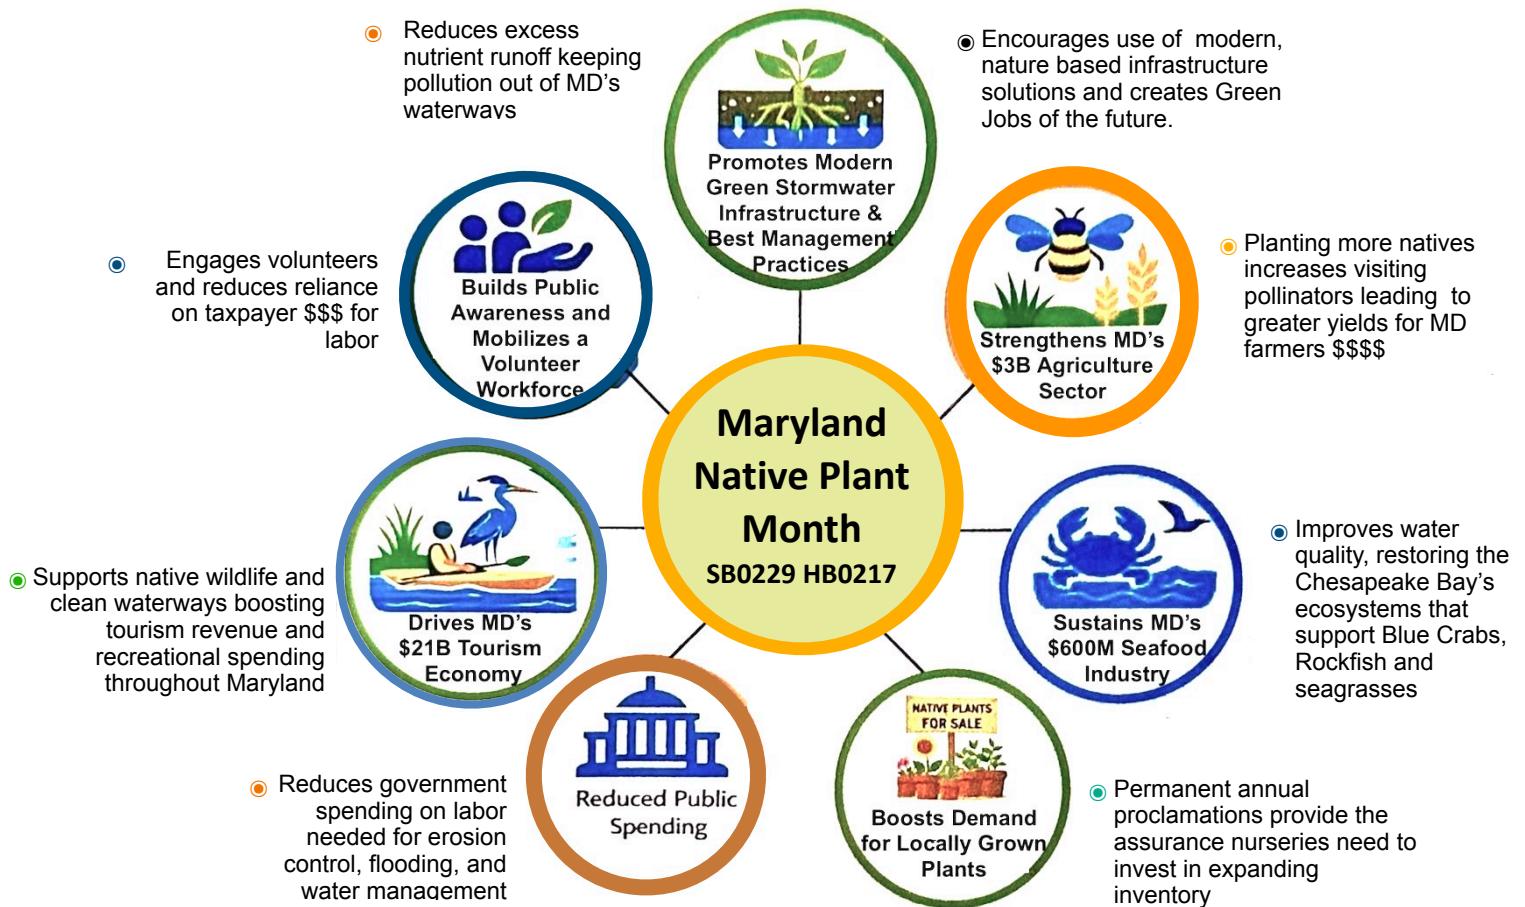 Reduces excess
nutrient runoff keeping
pollution out of MD's
waterways
Encourages use of modern,
nature based infrastructure
solutions and creates Green
Jobs of the future.
Promotes Modern
Green Stormwater
Infrastructure &
'Best Management'
Practices
Engages volunteers
and reduces reliance
on taxpayer $$$ for
labor
Builds Public
Awareness and
Mobilizes a
Volunteer
Workforce
Strengthens MD's
$3B Agriculture
Sector
Planting more natives
increases visiting
pollinators leading to
greater yields for MD
farmers $$$$
Maryland
Native Plant
Month
SB0229 HB0217
Supports native wildlife and
clean waterways boosting
tourism revenue and
recreational spending
throughout Maryland
Drives MD's
$21B Tourism
Economy
Sustains MD's
$600M Seafood
Industry
Improves water
quality, restoring the
Chesapeake Bay's
ecosystems that
support Blue Crabs,
Rockfish and
seagrasses
Reduces government
spending on labor
needed for erosion
control, flooding, and
water management
Reduced Public
Spending
NATIVE PLANTS
FOR SALE
Boosts Demand
for Locally Grown
Plants
Permanent annual
proclamations provide the
assurance nurseries need to
invest in expanding
inventory